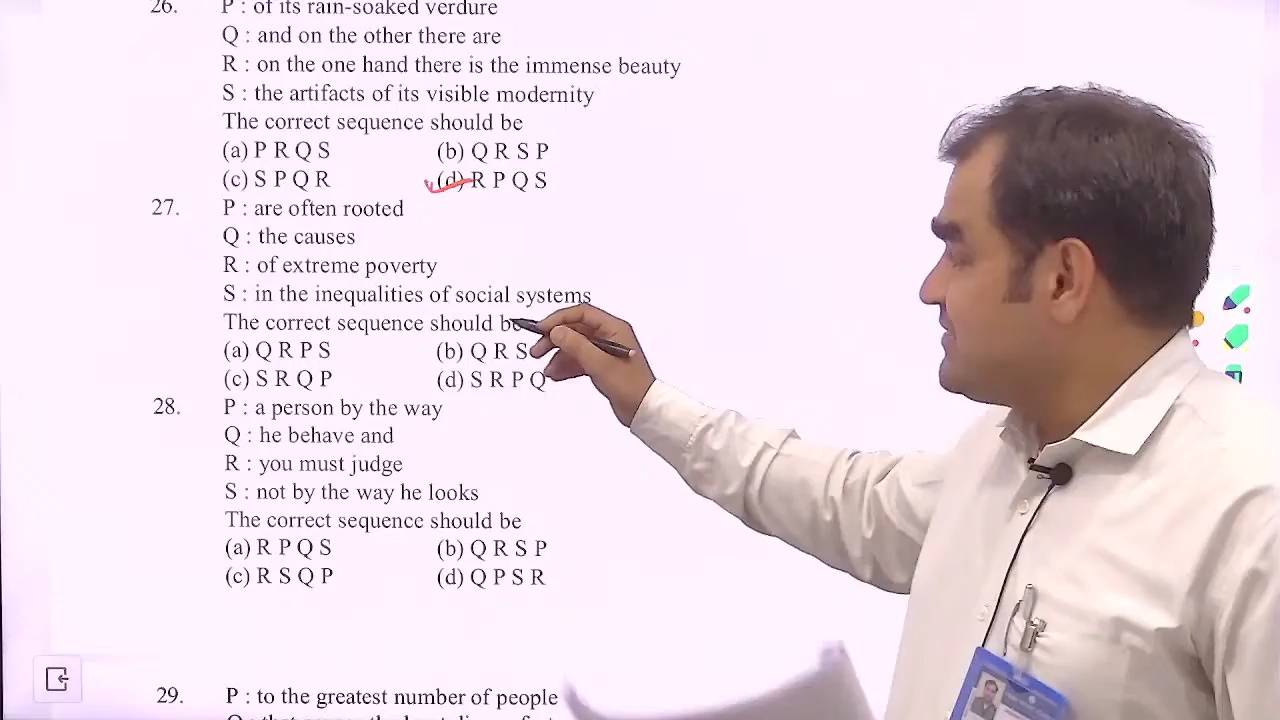 26. P : of its rain-soaked verdure
Q : and on the other there are
R : on the one hand there is the immense beauty
S : the artifacts of its visible modernity
The correct sequence should be
(a) P R Q S (b) Q R S P
(c) S P Q R (d) R P Q S
27. P : are often rooted
Q : the causes
R : of extreme poverty
S : in the inequalities of social systems
The correct sequence should be
(a) Q R P S (b) Q R S
(c) S R Q P (d) S R P Q
28. P : a person by the way
Q : he behave and
R : you must judge
S : not by the way he looks
The correct sequence should be
(a) R P Q S (b) Q R S P
(c) R S Q P (d) Q P S R
29. P : to the greatest number of people